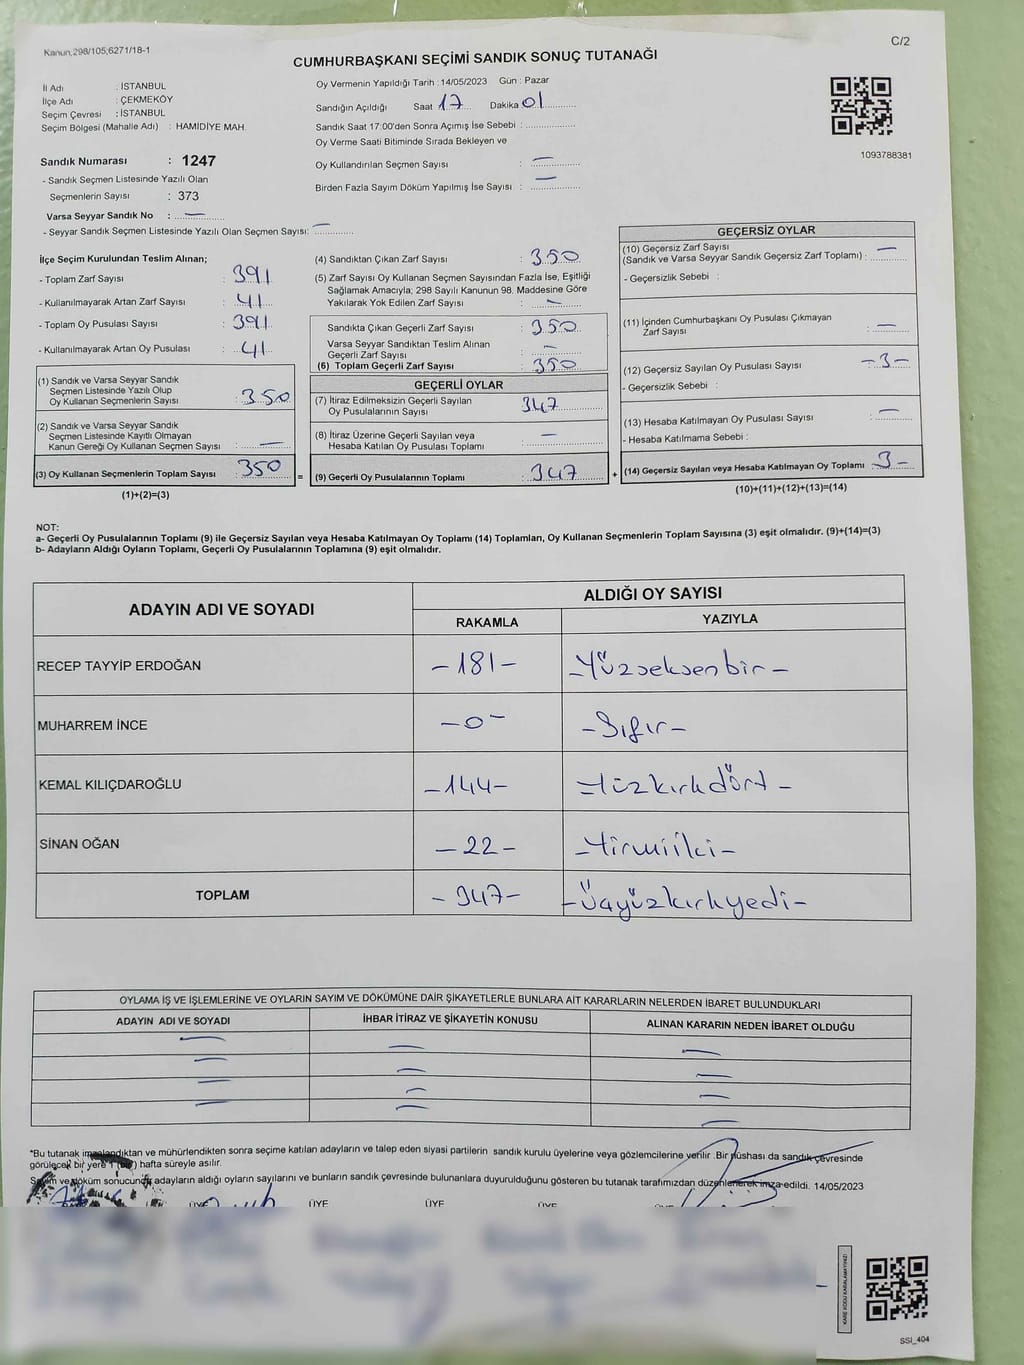 Kanun,298/105,6271/18-1
C/2
CUMHURBAŞKANI SEÇİMİ SANDIK SONUÇ TUTANAĞI
İl Adı : İSTANBUL
İlçe Adı : ÇEKMEKÖY
Seçim Çevresi : İSTANBUL
Seçim Bölgesi (Mahalle Adı) : HAMİDİYE MAH.
Sandık Numarası : 1247
- Sandık Seçmen Listesinde Yazılı Olan
Seçmenlerin Sayısı : 373
Varsa Seyyar Sandık No : —
- Seyyar Sandık Seçmen Listesinde Yazılı Olan Seçmen Sayısı: —
Oy Vermenin Yapıldığı Tarih : 14/05/2023 Gün : Pazar
Sandığın Açıldığı Saat 17 Dakika 01
Sandık Saat 17:00'den Sonra Açımış İse Sebebi :
Oy Verme Saati Bitiminde Sırada Bekleyen ve
Oy Kullandırılan Seçmen Sayısı : —
Birden Fazla Sayım Döküm Yapılmış İse Sayısı : —
1093788381
İlçe Seçim Kurulundan Teslim Alınan;
- Toplam Zarf Sayısı : 391
- Kullanılmayarak Artan Zarf Sayısı : 41
- Toplam Oy Pusulası Sayısı : 391
- Kullanılmayarak Artan Oy Pusulası : 41
(1) Sandık ve Varsa Seyyar Sandık
Seçmen Listesinde Yazılı Olup
Oy Kullanan Seçmenlerin Sayısı : 350
(2) Sandık ve Varsa Seyyar Sandık
Seçmen Listesinde Kayıtlı Olmayan
Kanun Gereği Oy Kullanan Seçmen Sayısı : —
(3) Oy Kullanan Seçmenlerin Toplam Sayısı : 350
(1)+(2)=(3)
(4) Sandıktan Çıkan Zarf Sayısı : 350
(5) Zarf Sayısı Oy Kullanan Seçmen Sayısından Fazla İse, Eşitliği
Sağlamak Amacıyla; 298 Sayılı Kanunun 98. Maddesine Göre
Yakılarak Yok Edilen Zarf Sayısı : —
Sandıkta Çıkan Geçerli Zarf Sayısı : 350
Varsa Seyyar Sandıktan Teslim Alınan
Geçerli Zarf Sayısı : —
(6) Toplam Geçerli Zarf Sayısı : 350
GEÇERLİ OYLAR
(7) İtiraz Edilmeksizin Geçerli Sayılan
Oy Pusulalarının Sayısı : 347
(8) İtiraz Üzerine Geçerli Sayılan veya
Hesaba Katılan Oy Pusulası Toplamı : —
= (9) Geçerli Oy Pusulalarının Toplamı : 347 +
GEÇERSİZ OYLAR
(10) Geçersiz Zarf Sayısı
(Sandık ve Varsa Seyyar Sandık Geçersiz Zarf Toplamı) : —
- Geçersizlik Sebebi :
(11) İçinden Cumhurbaşkanı Oy Pusulası Çıkmayan
Zarf Sayısı : —
(12) Geçersiz Sayılan Oy Pusulası Sayısı : -3-
- Geçersizlik Sebebi :
(13) Hesaba Katılmayan Oy Pusulası Sayısı : —
- Hesaba Katılmama Sebebi :
(14) Geçersiz Sayılan veya Hesaba Katılmayan Oy Toplamı : 3-
(10)+(11)+(12)+(13)=(14)
NOT:
a- Geçerli Oy Pusulalarının Toplamı (9) ile Geçersiz Sayılan veya Hesaba Katılmayan Oy Toplamı (14) Toplamları, Oy Kullanan Seçmenlerin Toplam Sayısına (3) eşit olmalıdır. (9)+(14)=(3)
b- Adayların Aldığı Oyların Toplamı, Geçerli Oy Pusulalarının Toplamına (9) eşit olmalıdır.
ADAYIN ADI VE SOYADI
ALDIĞI OY SAYISI
RAKAMLA YAZIYLA
RECEP TAYYİP ERDOĞAN -181- -Yüzseksenbir-
MUHARREM İNCE -0- -Sıfır-
KEMAL KILIÇDAROĞLU -144- -Yüzkırkdört-
SİNAN OĞAN -22- -Yirmiiki-
TOPLAM -347- -üçyüzkırkyedi-
OYLAMA İŞ VE İŞLEMLERİNE VE OYLARIN SAYIM VE DÖKÜMÜNE DAİR ŞİKAYETLERLE BUNLARA AİT KARARLARIN NELERDEN İBARET BULUNDUKLARI
ADAYIN ADI VE SOYADI İHBAR İTİRAZ VE ŞİKAYETİN KONUSU ALINAN KARARIN NEDEN İBARET OLDUĞU
*Bu tutanak imzalandıktan ve mühürlendikten sonra seçime katılan adayların ve talep eden siyasi partilerin sandık kurulu üyelerine veya gözlemcilerine verilir. Bir nüshası da sandık çevresinde
görülecek bir yere 1 (bir) hafta süreyle asılır.
Sayım ve döküm sonucunda adayların aldığı oyların sayılarını ve bunların sandık çevresinde bulunanlara duyurulduğunu gösteren bu tutanak tarafımızdan düzenlenerek imza edildi. 14/05/2023
ÜYE ÜYE ÜYE ÜYE
KARE KODU KARALAMAYINIZ!
SSI_404